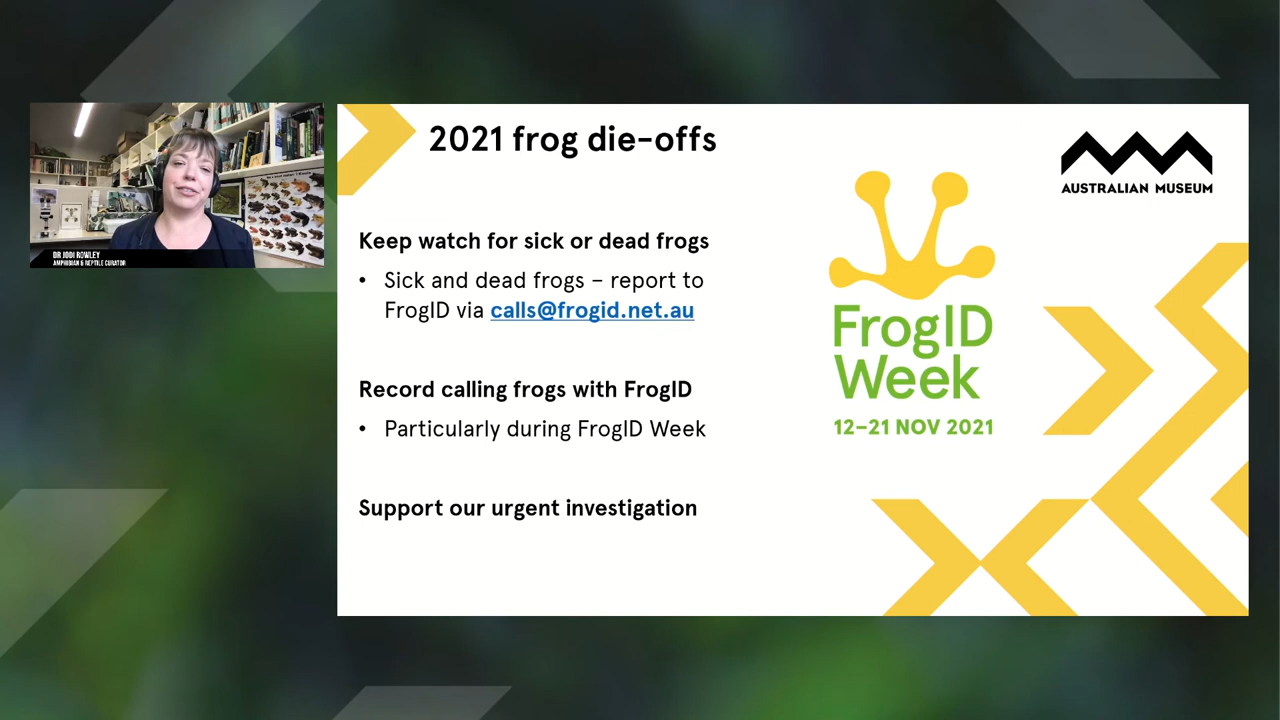 2021 frog die-offs
AUSTRALIAN MUSEUM
Keep watch for sick or dead frogs
• Sick and dead frogs – report to
FrogID via calls@frogid.net.au
Record calling frogs with FrogID
• Particularly during FrogID Week
Support our urgent investigation
FrogID
Week
12–21 NOV 2021
DR JODI ROWLEY
AMPHIBIAN & REPTILE CURATOR